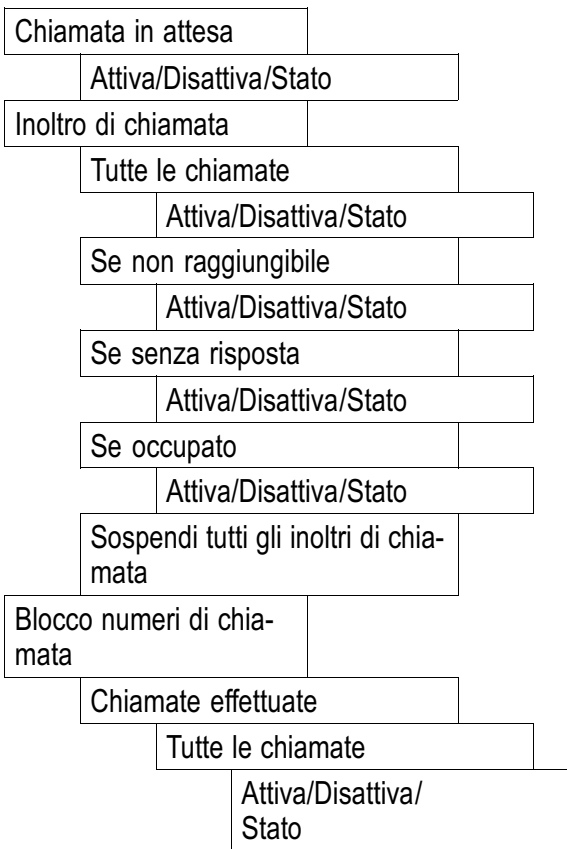 Chiamata in attesa
Attiva/Disattiva/Stato
Inoltro di chiamata
Tutte le chiamate
Attiva/Disattiva/Stato
Se non raggiungibile
Attiva/Disattiva/Stato
Se senza risposta
Attiva/Disattiva/Stato
Se occupato
Attiva/Disattiva/Stato
Sospendi tutti gli inoltri di chia-
mata
Blocco numeri di chia-
mata
Chiamate effettuate
Tutte le chiamate
Attiva/Disattiva/
Stato